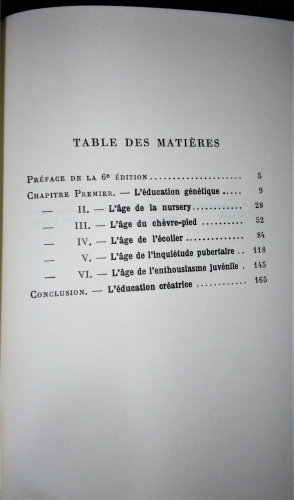 TABLE DES MATIÈRES
PRÉFACE DE LA 6e ÉDITION .................... 5
CHAPITRE PREMIER. — L'éducation génétique ..... 9
— II. — L'âge de la nursery ............ 28
— III. — L'âge du chèvre-pied .......... 52
— IV. — L'âge de l'écolier .............. 84
— V. — L'âge de l'inquiétude pubertaire .. 118
— VI. — L'âge de l'enthousiasme juvénile . 145
CONCLUSION. — L'éducation créatrice ............ 165